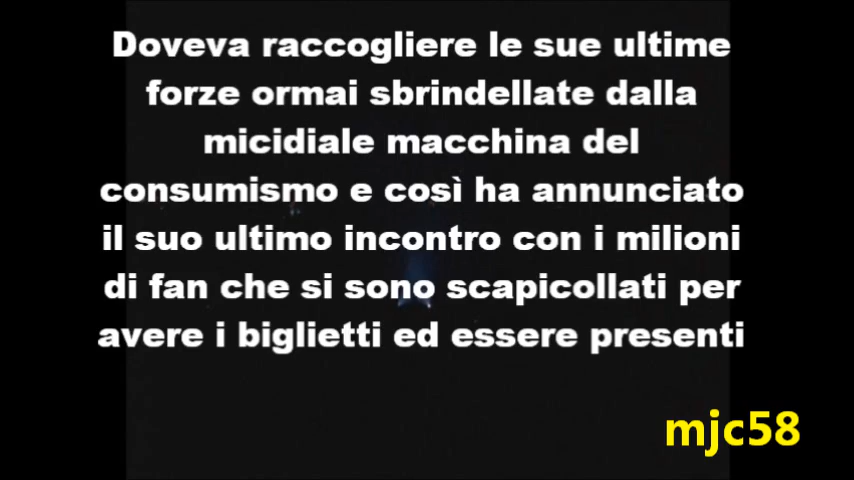 Doveva raccogliere le sue ultime
forze ormai sbrindellate dalla
micidiale macchina del
consumismo e così ha annunciato
il suo ultimo incontro con i milioni
di fan che si sono scapicollati per
avere i biglietti ed essere presenti
mjc58